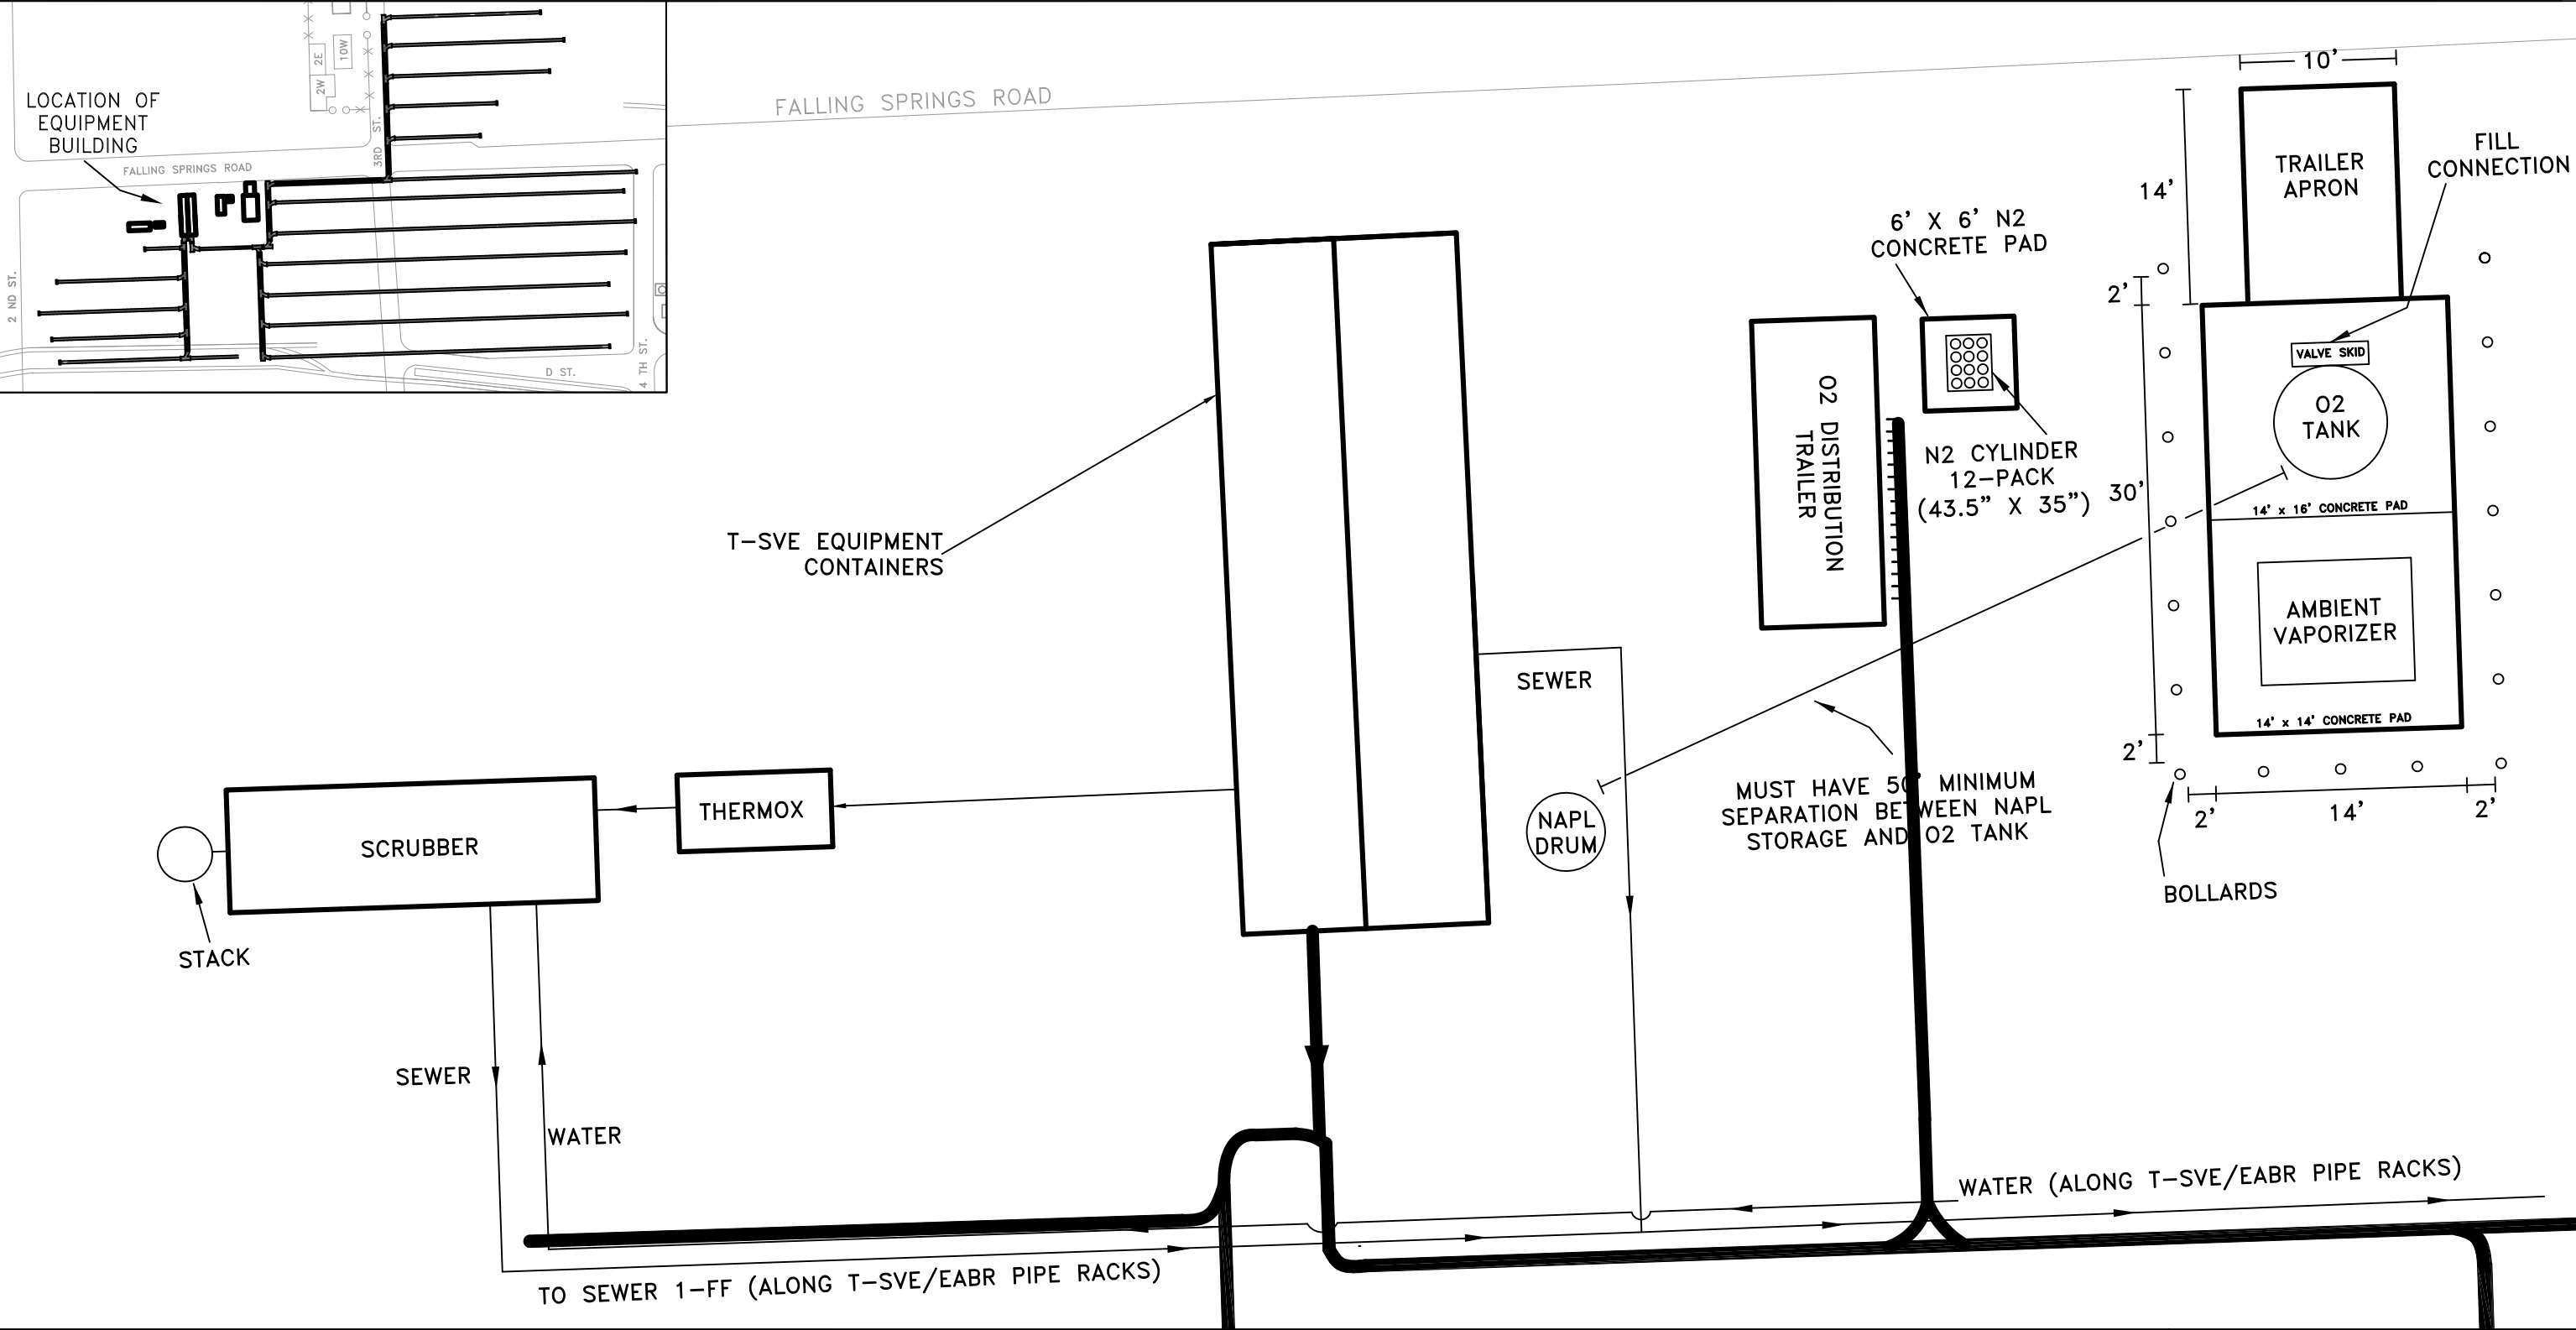 LOCATION OF
EQUIPMENT
BUILDING
FALLING SPRINGS ROAD
2E
2W
10W
3RD ST.
2 ND ST.
4 TH ST.
D ST.
FALLING SPRINGS ROAD
10'
14'
TRAILER
APRON
FILL
CONNECTION
6' X 6' N2
CONCRETE PAD
2'
VALVE SKID
O2
TANK
O2 DISTRIBUTION
TRAILER
N2 CYLINDER
12-PACK
(43.5" X 35")
30'
14' x 16' CONCRETE PAD
T-SVE EQUIPMENT
CONTAINERS
AMBIENT
VAPORIZER
SEWER
14' x 14' CONCRETE PAD
2'
MUST HAVE 50' MINIMUM
SEPARATION BETWEEN NAPL
STORAGE AND O2 TANK
2'
14'
2'
THERMOX
SCRUBBER
NAPL
DRUM
BOLLARDS
STACK
SEWER
WATER
WATER (ALONG T-SVE/EABR PIPE RACKS)
TO SEWER 1-FF (ALONG T-SVE/EABR PIPE RACKS)